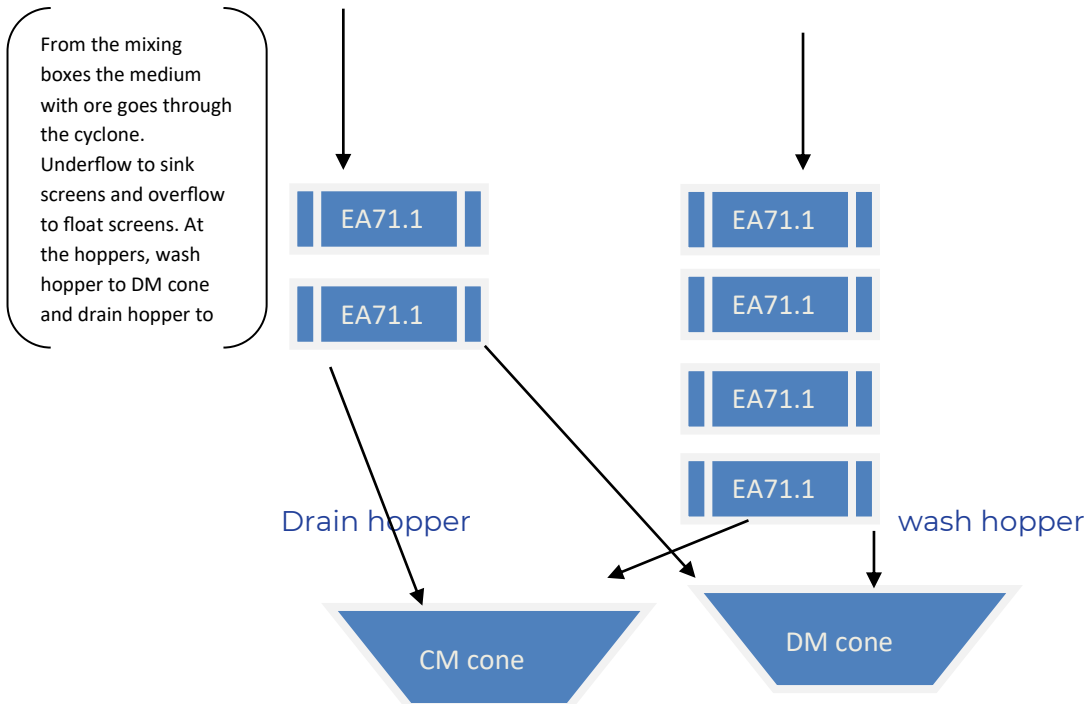 From the mixing
boxes the medium
with ore goes through
the cyclone.
Underflow to sink
screens and overflow
to float screens. At
the hoppers, wash
hopper to DM cone
and drain hopper to
EA71.1
EA71.1
EA71.1
EA71.1
EA71.1
EA71.1
Drain hopper
wash hopper
CM cone
DM cone